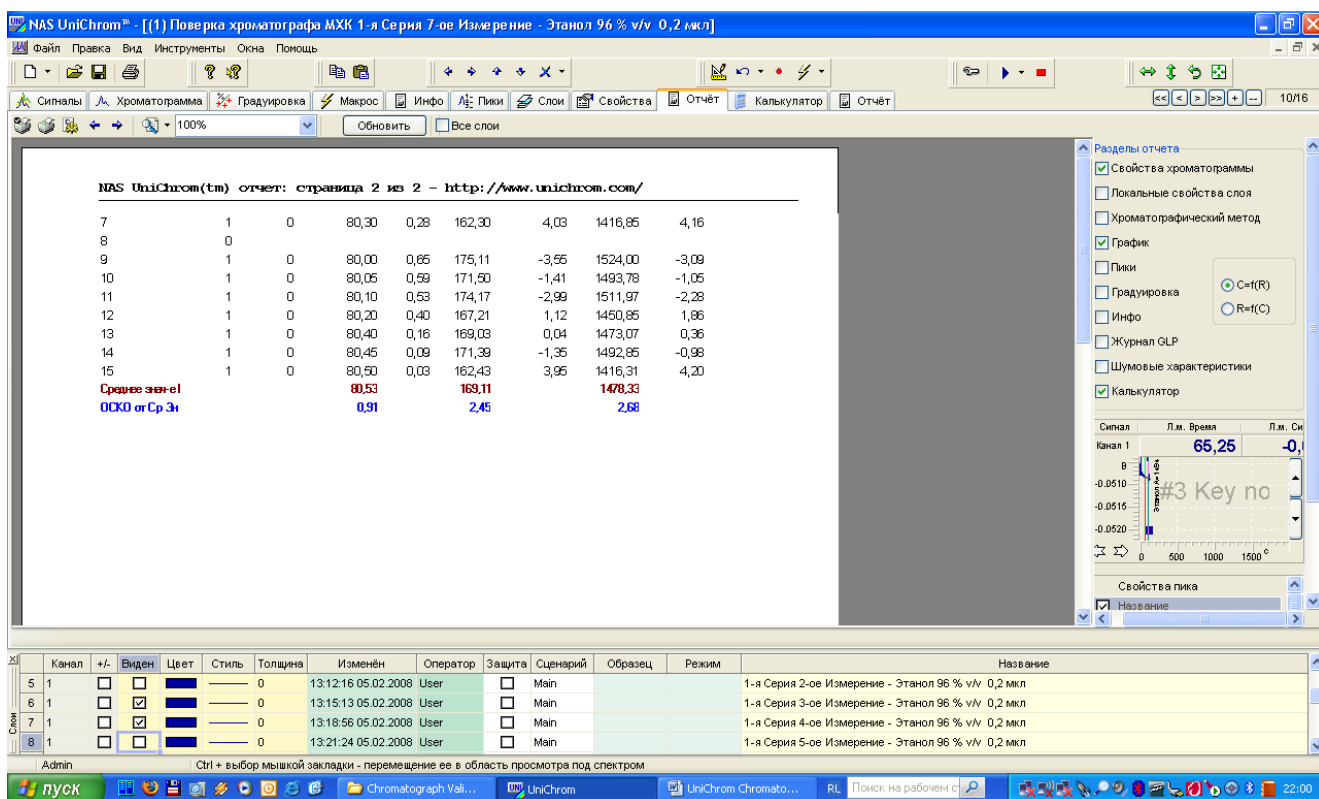 NAS UniChrom™ - [(1) Поверка хроматографа МХК 1-я Серия 7-ое Измерение - Этанол 96 % v/v 0,2 мкл]
Файл Правка Вид Инструменты Окна Помощь
Сигналы Хроматограмма Градуировка Макрос Инфо Пики Слои Свойства Отчёт Калькулятор Отчёт << < > >> + -- 10/16
100% Обновить Все слои
NAS UniChrom(tm) отчет: страница 2 из 2 - http://www.unichrom.com/
7 1 0 80,30 0,28 162,30 4,03 1416,85 4,16
8 0
9 1 0 80,00 0,65 175,11 -3,55 1524,00 -3,09
10 1 0 80,05 0,59 171,50 -1,41 1493,78 -1,05
11 1 0 80,10 0,53 174,17 -2,99 1511,97 -2,28
12 1 0 80,20 0,40 167,21 1,12 1450,85 1,86
13 1 0 80,40 0,16 169,03 0,04 1473,07 0,36
14 1 0 80,45 0,09 171,39 -1,35 1492,85 -0,98
15 1 0 80,50 0,03 162,43 3,95 1416,31 4,20
Среднее 80,53 169,11 1478,33
ОСКО от Ср Зн 0,91 2,45 2,68
Разделы отчета
Свойства хроматограммы
Локальные свойства слоя
Хроматографический метод
График
Пики
Градуировка
Инфо
C=f(R)
R=f(C)
Журнал GLP
Шумовые характеристики
Калькулятор
Сигнал Л.м. Время Л.м. Си
Канал 1 65,25 -0,
В
-0.0510
-0.0515
-0.0520
#3 Key no
0 500 1000 1500 с
Свойства пика
Название
Слои
Канал +/- Виден Цвет Стиль Толщина Изменён Оператор Защита Сценарий Образец Режим Название
5 1 0 13:12:16 05.02.2008 User Main 1-я Серия 2-ое Измерение - Этанол 96 % v/v 0,2 мкл
6 1 0 13:15:13 05.02.2008 User Main 1-я Серия 3-ое Измерение - Этанол 96 % v/v 0,2 мкл
7 1 0 13:18:56 05.02.2008 User Main 1-я Серия 4-ое Измерение - Этанол 96 % v/v 0,2 мкл
8 1 0 13:21:24 05.02.2008 User Main 1-я Серия 5-ое Измерение - Этанол 96 % v/v 0,2 мкл
Admin Ctrl + выбор мышкой закладки - перемещение ее в область просмотра под спектром
пуск Chromatograph Vali... UniChrom UniChrom Chromato... RL Поиск на рабочем с 22:00